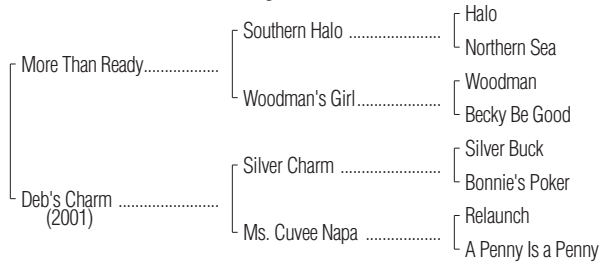 Halo
Southern Halo ....................
Northern Sea
More Than Ready................
Woodman
Woodman's Girl..................
Becky Be Good
Silver Buck
Silver Charm ......................
Bonnie's Poker
Deb's Charm ......................
(2001)
Relaunch
Ms. Cuvee Napa ................
A Penny Is a Penny